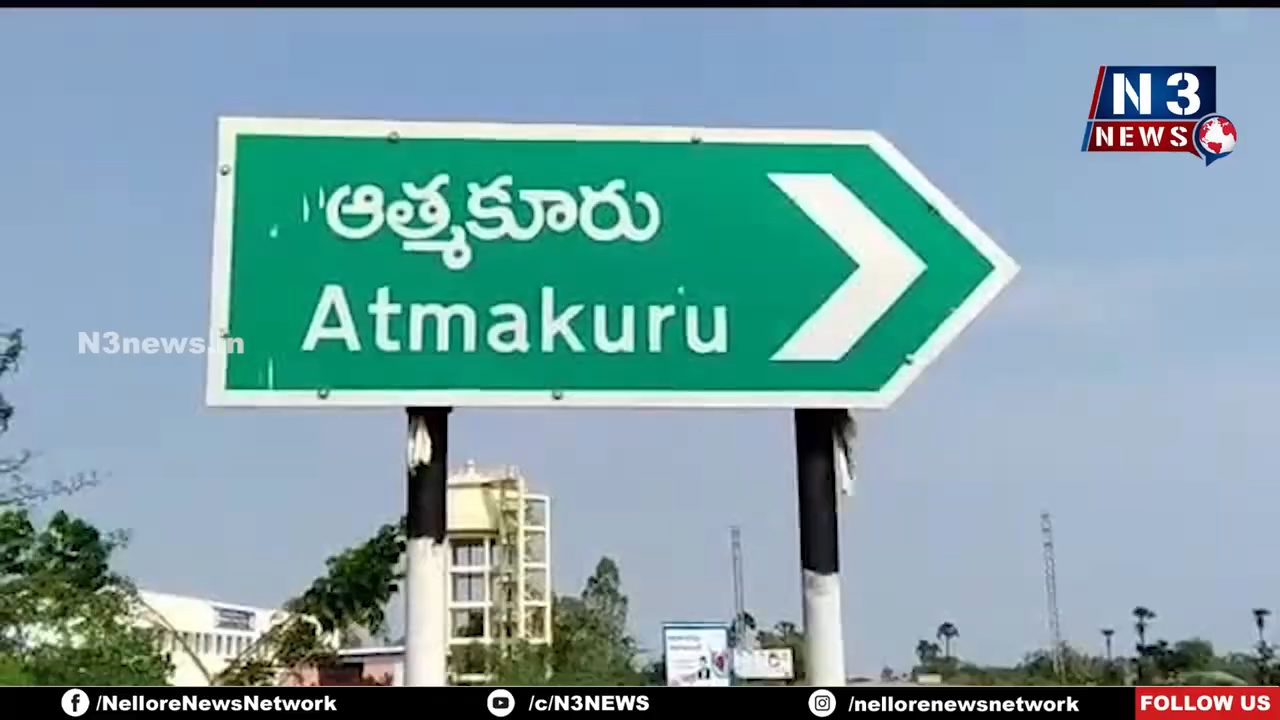 N3
NEWS
ఆత్మకూరు
Atmakuru
N3news.in
/NelloreNewsNetwork
/c/N3NEWS
/nellorenewsnetwork
FOLLOW US